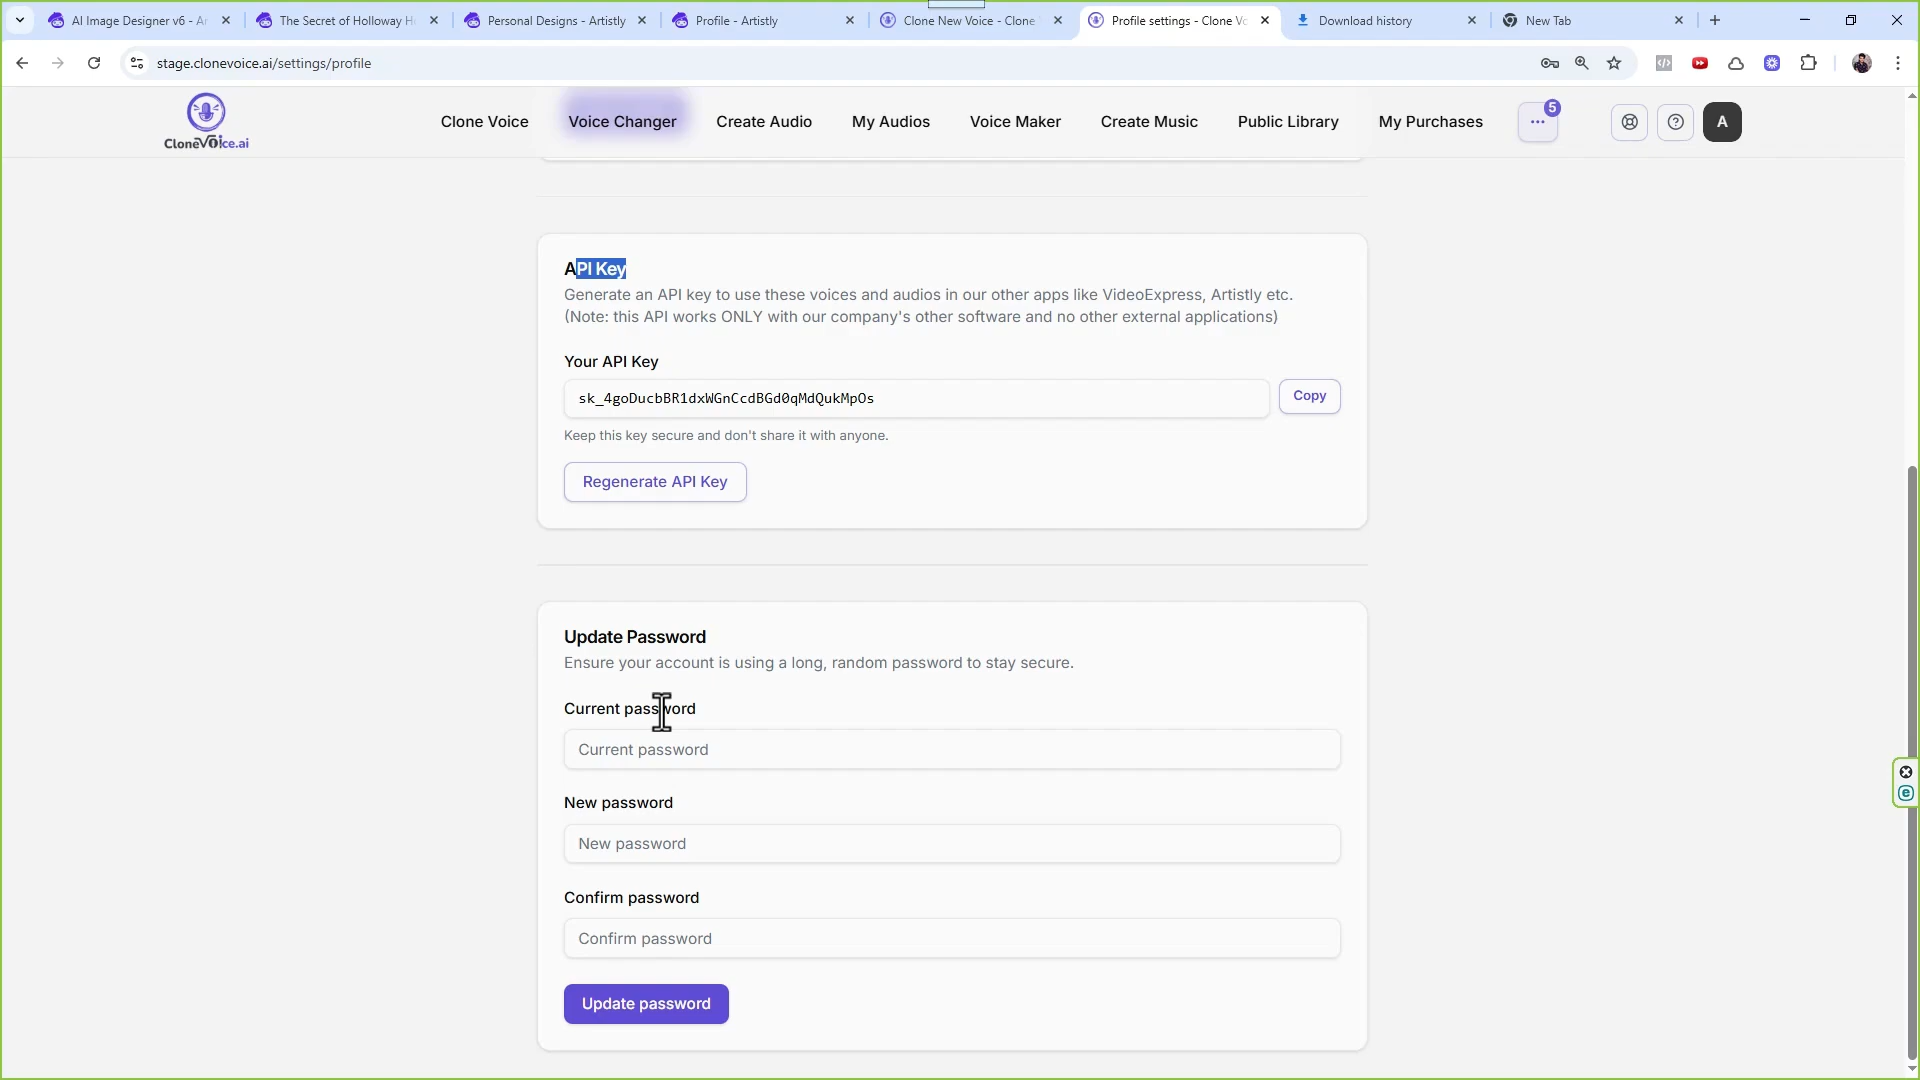 AI Image Designer v6 - Ar
The Secret of Holloway H
Personal Designs - Artistly
Profile - Artistly
Clone New Voice - Clone
Profile settings - Clone Vo
Download history
New Tab
stage.clonevoice.ai/settings/profile
CloneVoice.ai
Clone Voice
Voice Changer
Create Audio
My Audios
Voice Maker
Create Music
Public Library
My Purchases
5
A
API Key
Generate an API key to use these voices and audios in our other apps like VideoExpress, Artistly etc.
(Note: this API works ONLY with our company's other software and no other external applications)
Your API Key
sk_4goDucbBR1dxWGnCcdBGd0qMdQukMpOs
Copy
Keep this key secure and don't share it with anyone.
Regenerate API Key
Update Password
Ensure your account is using a long, random password to stay secure.
Current password
Current password
New password
New password
Confirm password
Confirm password
Update password